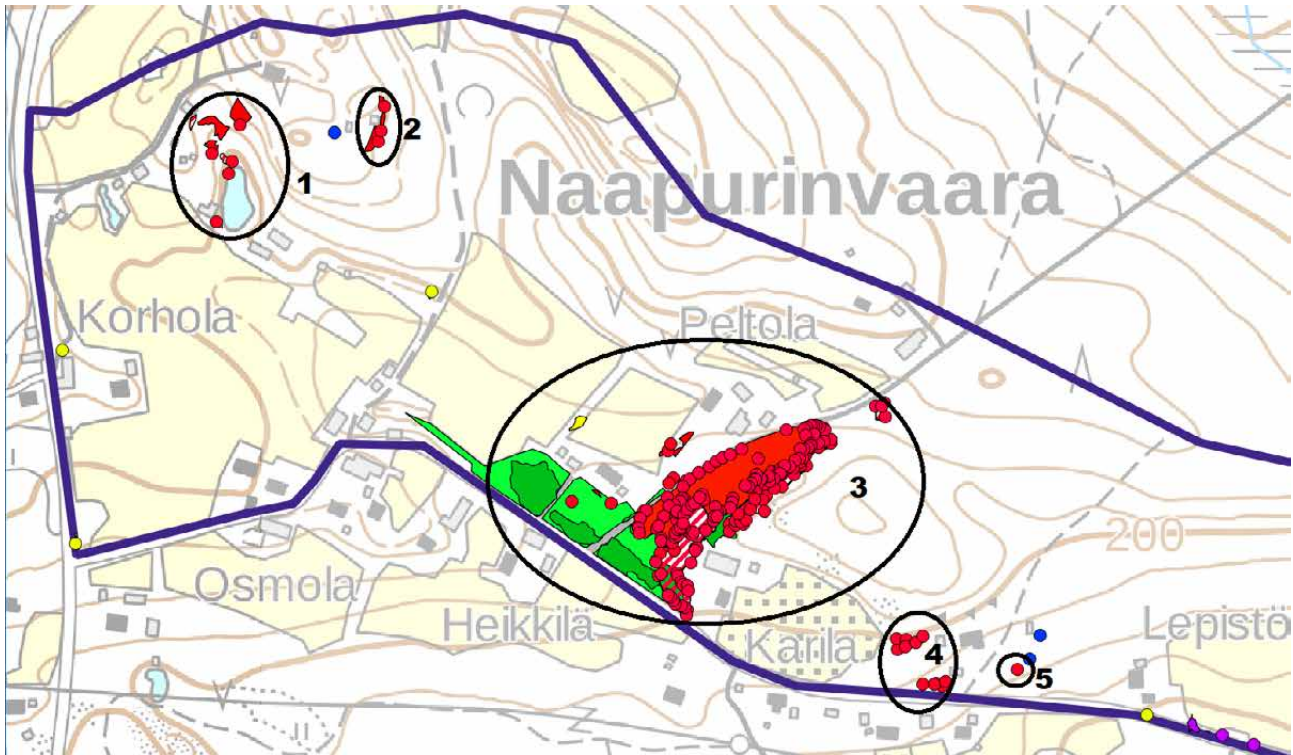 2
1
Naapurinvaara
Korhola
Peltola
3
200
Osmola
Heikkilä
Karila
4
5
Lepistö